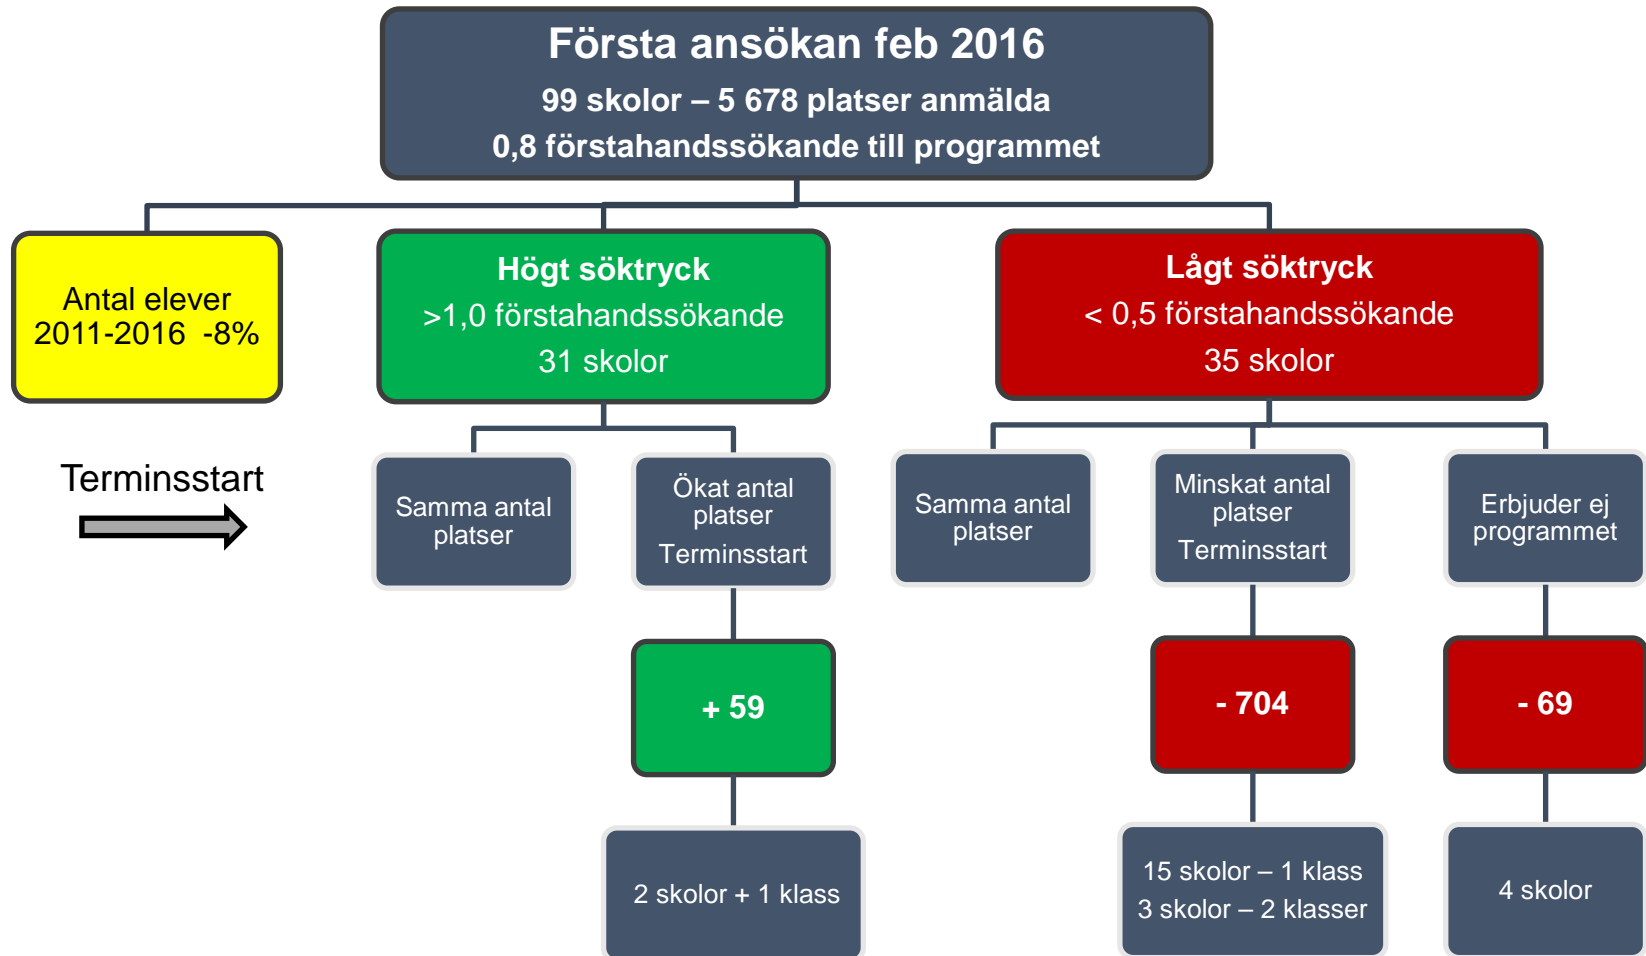 Första ansökan feb 2016
99 skolor – 5 678 platser anmälda
0,8 förstahandssökande till programmet
Antal elever
2011-2016  -8%
Högt söktryck
>1,0 förstahandssökande
31 skolor
Lågt söktryck
< 0,5 förstahandssökande
35 skolor
Terminsstart
Samma antal
platser
Ökat antal
platser
Terminsstart
Samma antal
platser
Minskat antal
platser
Terminsstart
Erbjuder ej
programmet
+ 59
- 704
- 69
2 skolor + 1 klass
15 skolor – 1 klass
3 skolor – 2 klasser
4 skolor